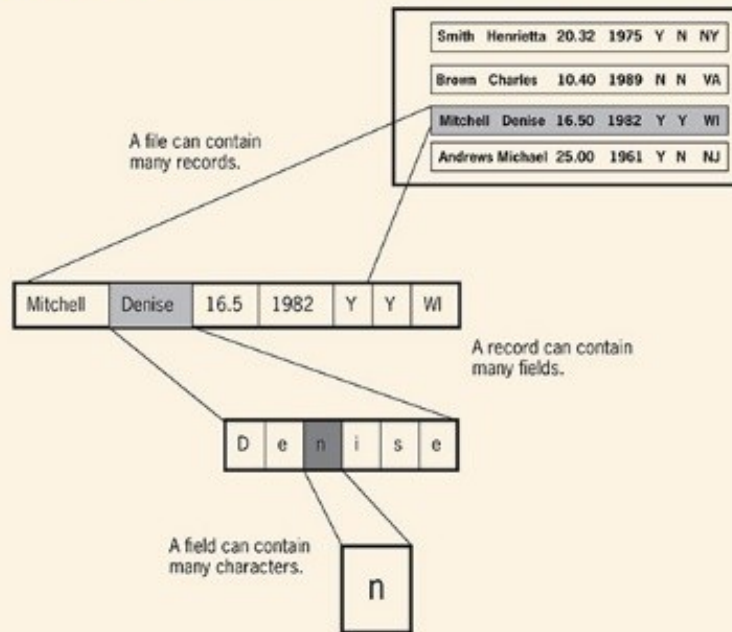 Smith Henrietta 20.32 1975 Y N NY
Brown Charles 10.40 1989 N N VA
Mitchell Denise 16.50 1982 Y Y WI
Andrews Michael 25.00 1961 Y N NJ
A file can contain
many records.
Mitchell Denise 16.5 1982 Y Y WI
A record can contain
many fields.
D e n i s e
A field can contain
many characters.
n